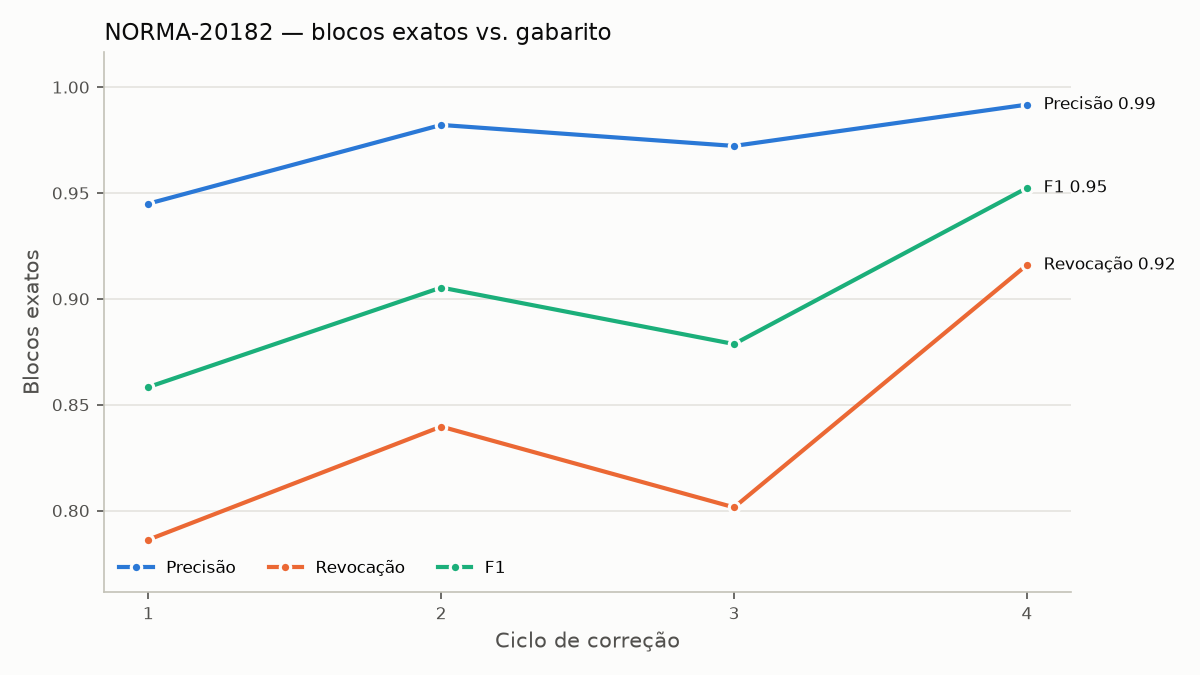 NORMA-20182 — blocos exatos vs. gabarito
1.00
0.95
0.90
0.85
0.80
Blocos exatos
Precisão 0.99
F1 0.95
Revocação 0.92
Precisão Revocação F1
1 2 3 4
Ciclo de correção